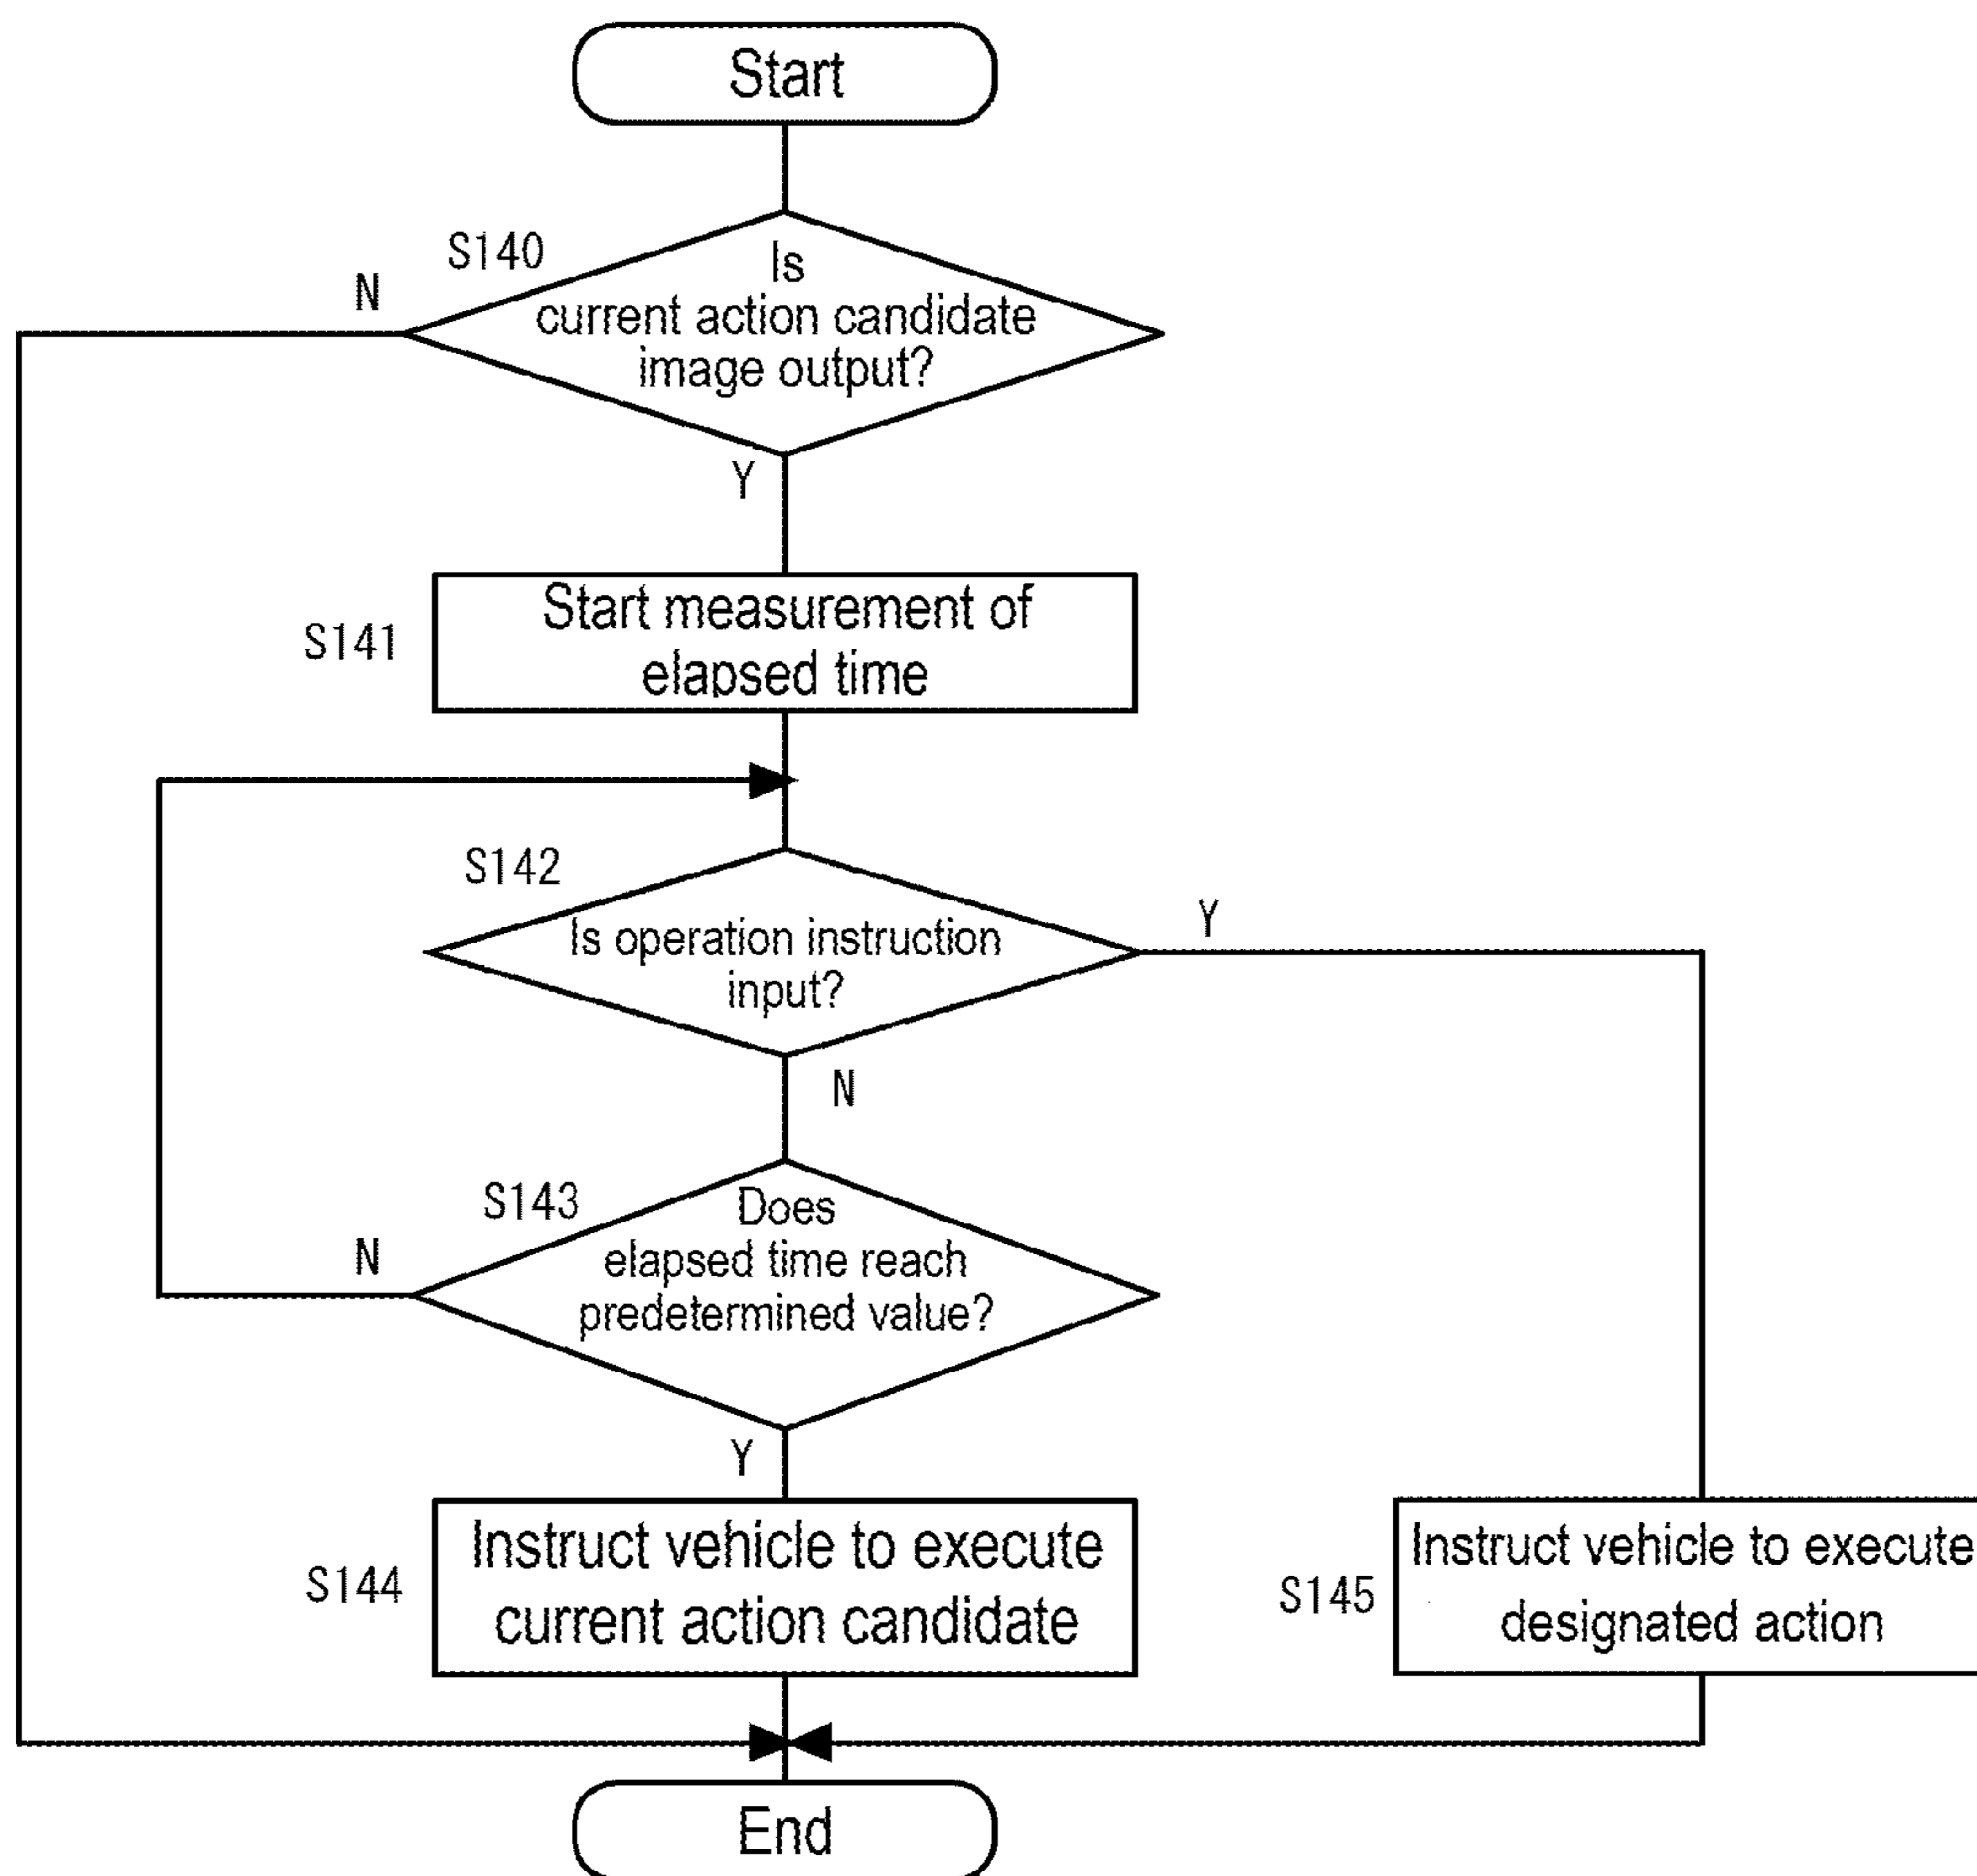 Start
S140
N
Is
current action candidate
image output?
Y
S141
Start measurement of
elapsed time
S142
Is operation instruction
input?
Y
N
S143
N
Does
elapsed time reach
predetermined value?
Y
S144
Instruct vehicle to execute
current action candidate
S145
Instruct vehicle to execute
designated action
End